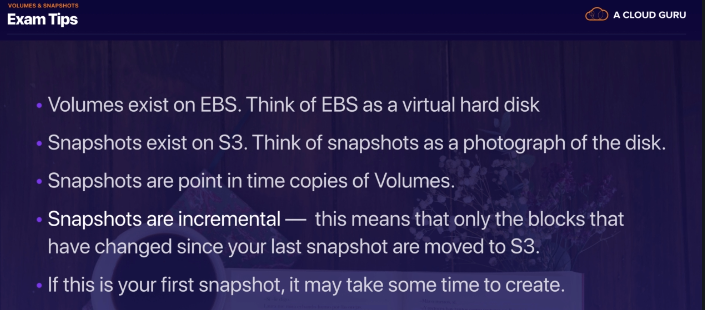 VOLUMES & SNAPSHOTS
Exam Tips
A CLOUD GURU
• Volumes exist on EBS. Think of EBS as a virtual hard disk
• Snapshots exist on S3. Think of snapshots as a photograph of the disk.
• Snapshots are point in time copies of Volumes.
• Snapshots are incremental — this means that only the blocks that
have changed since your last snapshot are moved to S3.
• If this is your first snapshot, it may take some time to create.